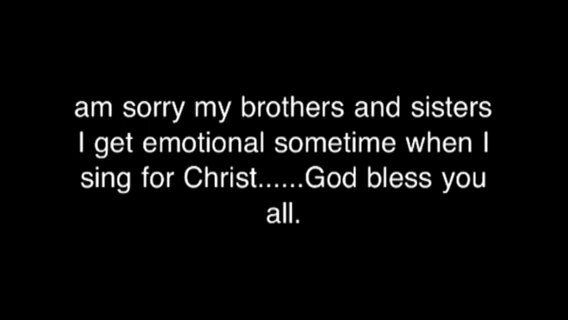 am sorry my brothers and sisters
I get emotional sometime when I
sing for Christ......God bless you
all.